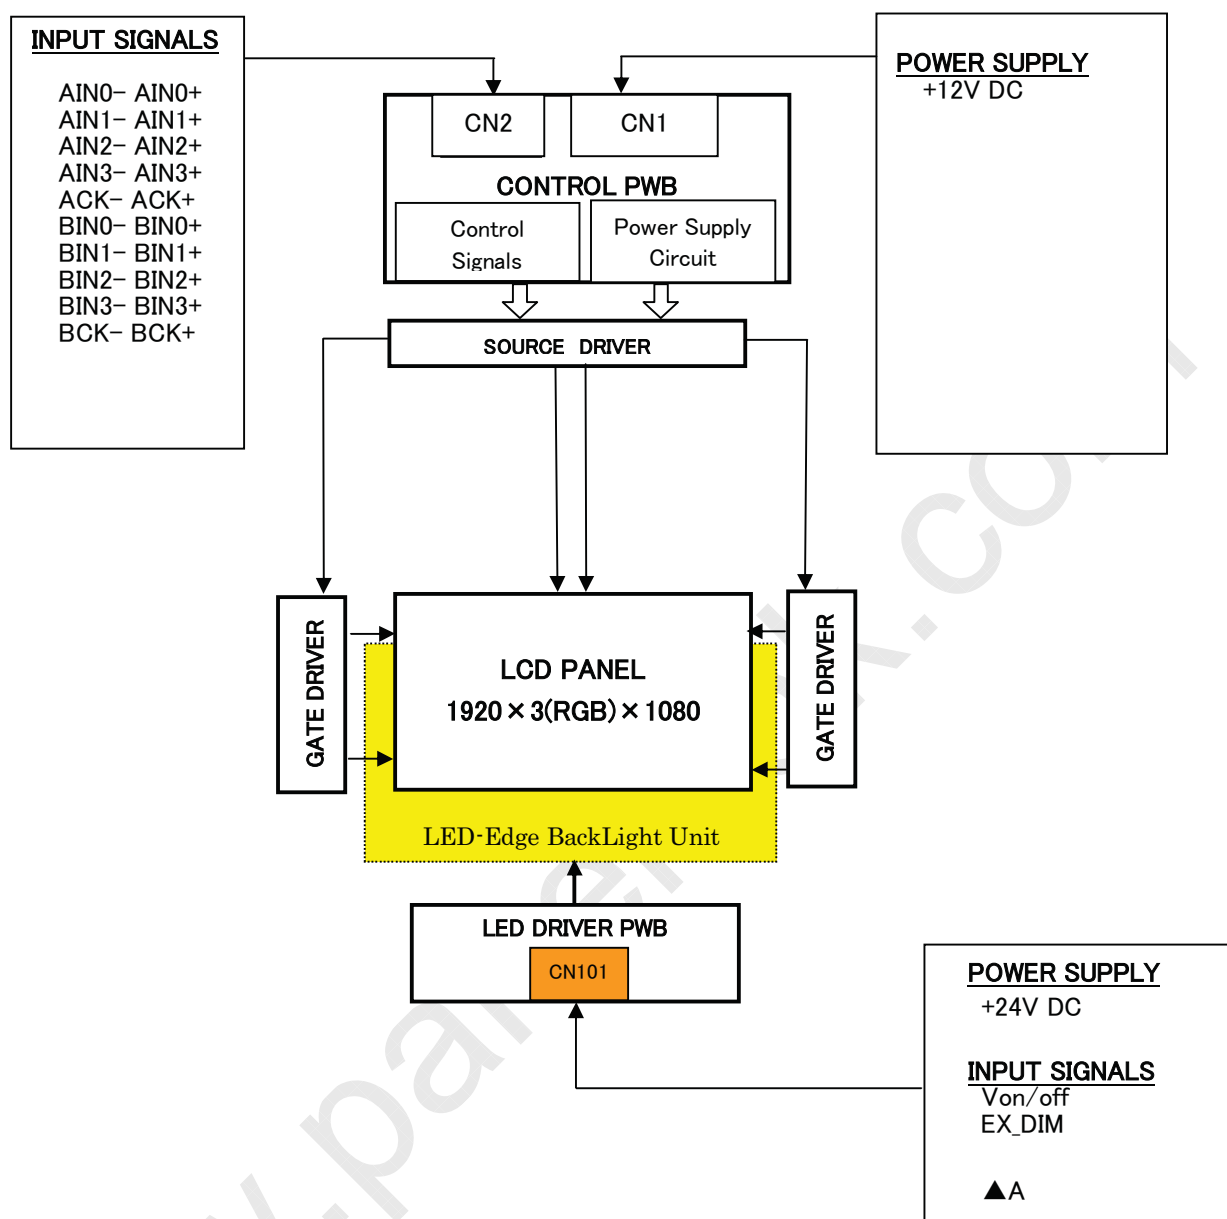 INPUT SIGNALS
AIN0- AIN0+
AIN1- AIN1+
AIN2- AIN2+
AIN3- AIN3+
ACK- ACK+
BIN0- BIN0+
BIN1- BIN1+
BIN2- BIN2+
BIN3- BIN3+
BCK- BCK+
POWER SUPPLY
+12V DC
CN2
CN1
CONTROL PWB
Control
Signals
Power Supply
Circuit
SOURCE DRIVER
GATE DRIVER
LCD PANEL
1920×3(RGB)×1080
GATE DRIVER
LED-Edge BackLight Unit
LED DRIVER PWB
CN101
POWER SUPPLY
+24V DC
INPUT SIGNALS
Von/off
EX_DIM
▲A